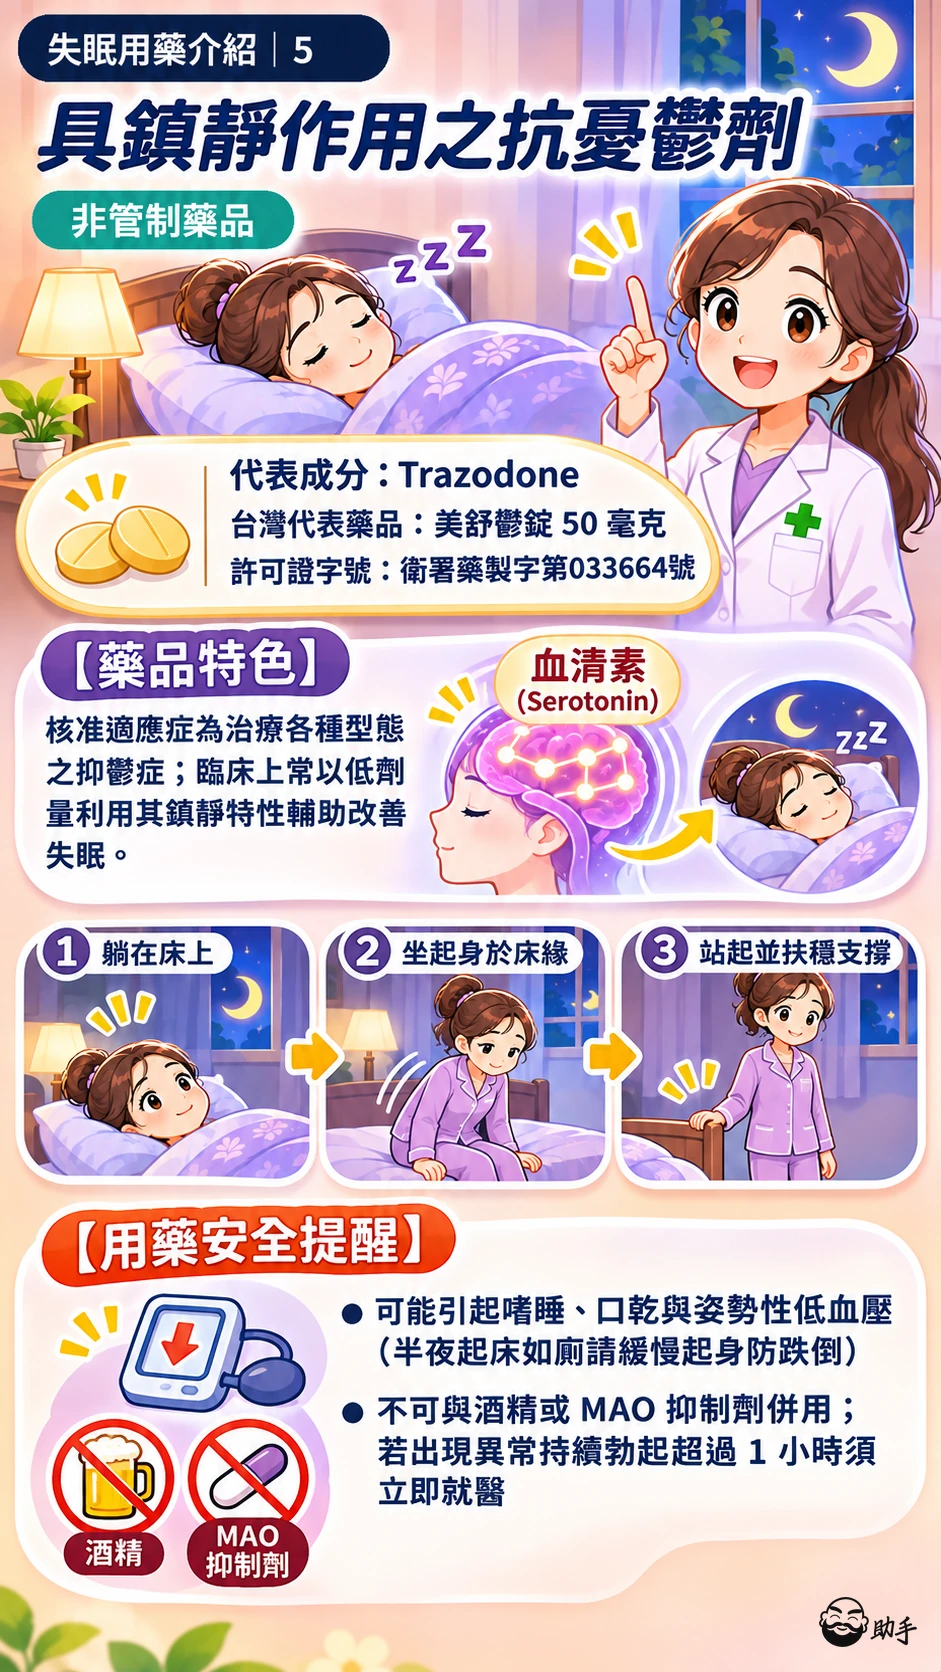 失眠用藥介紹｜5
具鎮靜作用之抗憂鬱劑
非管制藥品
zzZ
代表成分：Trazodone
台灣代表藥品：美舒鬱錠 50 毫克
許可證字號：衛署藥製字第033664號
【藥品特色】
核准適應症為治療各種型態
之抑鬱症；臨床上常以低劑
量利用其鎮靜特性輔助改善
失眠。
血清素
(Serotonin)
zzZ
1 躺在床上
2 坐起身於床緣
3 站起並扶穩支撐
【用藥安全提醒】
● 可能引起嗜睡、口乾與姿勢性低血壓
（半夜起床如廁請緩慢起身防跌倒）
● 不可與酒精或 MAO 抑制劑併用；
若出現異常持續勃起超過 1 小時須
立即就醫
酒精
MAO
抑制劑
助手